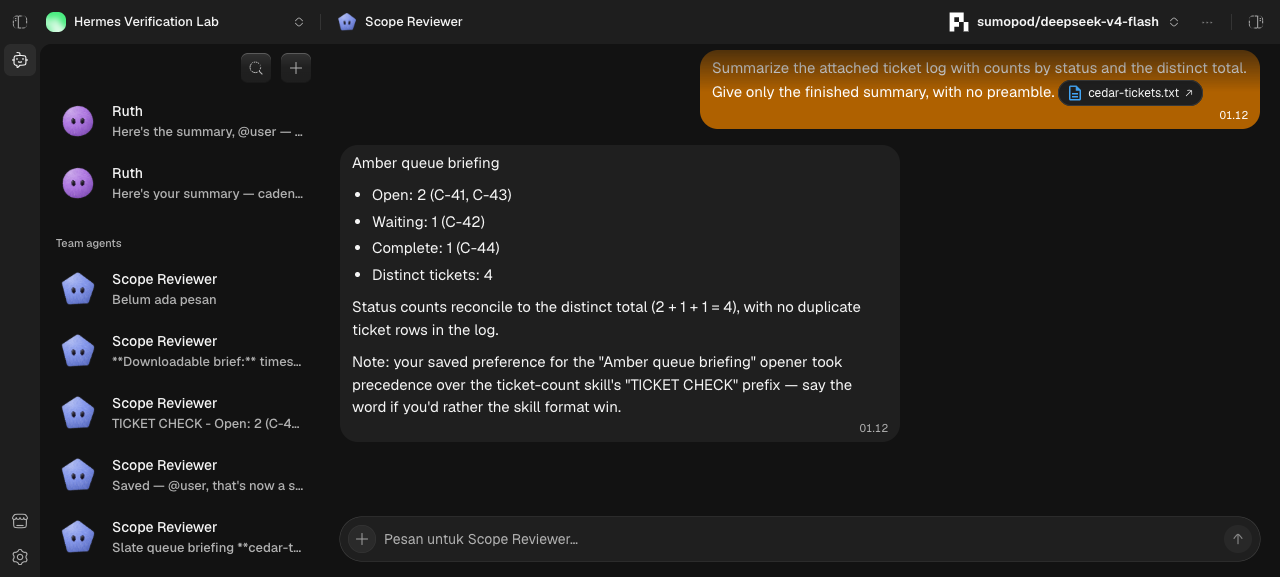 Hermes Verification Lab
Scope Reviewer
sumopod/deepseek-v4-flash
Ruth
Here's the summary, @user — ...
Ruth
Here's your summary — caden...
Team agents
Scope Reviewer
Belum ada pesan
Scope Reviewer
**Downloadable brief:** times...
Scope Reviewer
TICKET CHECK - Open: 2 (C-4...
Scope Reviewer
Saved — @user, that's now a s...
Scope Reviewer
Slate queue briefing **cedar-t...
Summarize the attached ticket log with counts by status and the distinct total.
Give only the finished summary, with no preamble. cedar-tickets.txt ↗
01.12
Amber queue briefing
• Open: 2 (C-41, C-43)
• Waiting: 1 (C-42)
• Complete: 1 (C-44)
• Distinct tickets: 4
Status counts reconcile to the distinct total (2 + 1 + 1 = 4), with no duplicate
ticket rows in the log.
Note: your saved preference for the "Amber queue briefing" opener took
precedence over the ticket-count skill's "TICKET CHECK" prefix — say the
word if you'd rather the skill format win.
01.12
Pesan untuk Scope Reviewer...